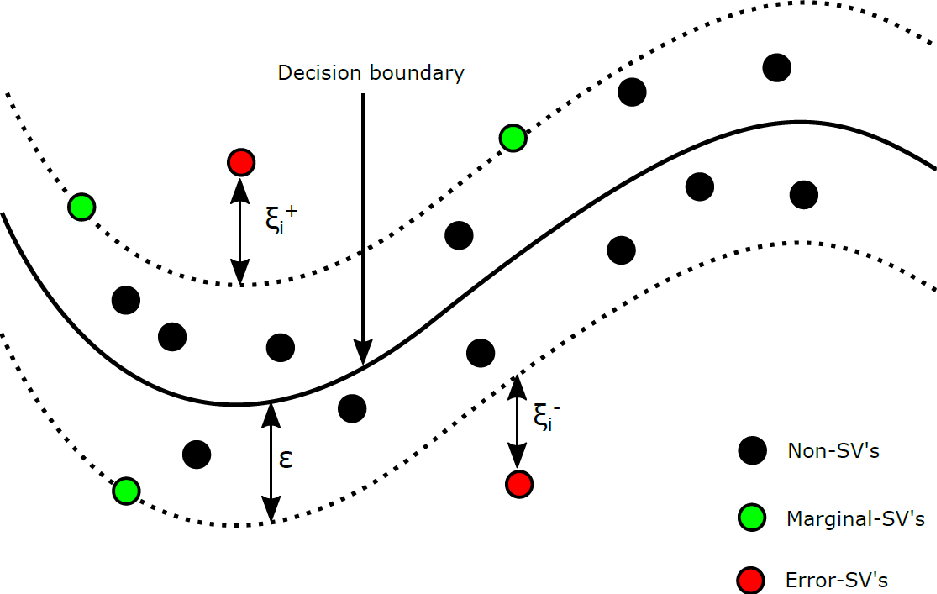 Decision boundary
ξᵢ⁺
ξᵢ⁻
ε
Non-SV's
Marginal-SV's
Error-SV's